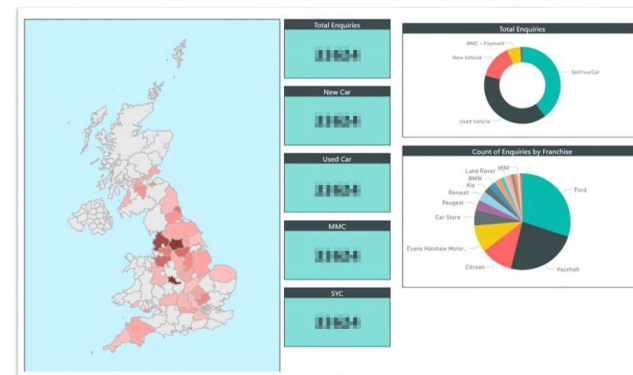 Total Enquiries
New Car
Used Car
MMC
SYC
Total Enquiries
MMC - Payment
New Vehicle
SellYourCar
Used Vehicle
Count of Enquiries by Franchise
MINI
Land Rover
BMW
Kia
Renault
Peugeot
Car Store
Evans Halshaw Motor..
Citroen
Ford
Vauxhall